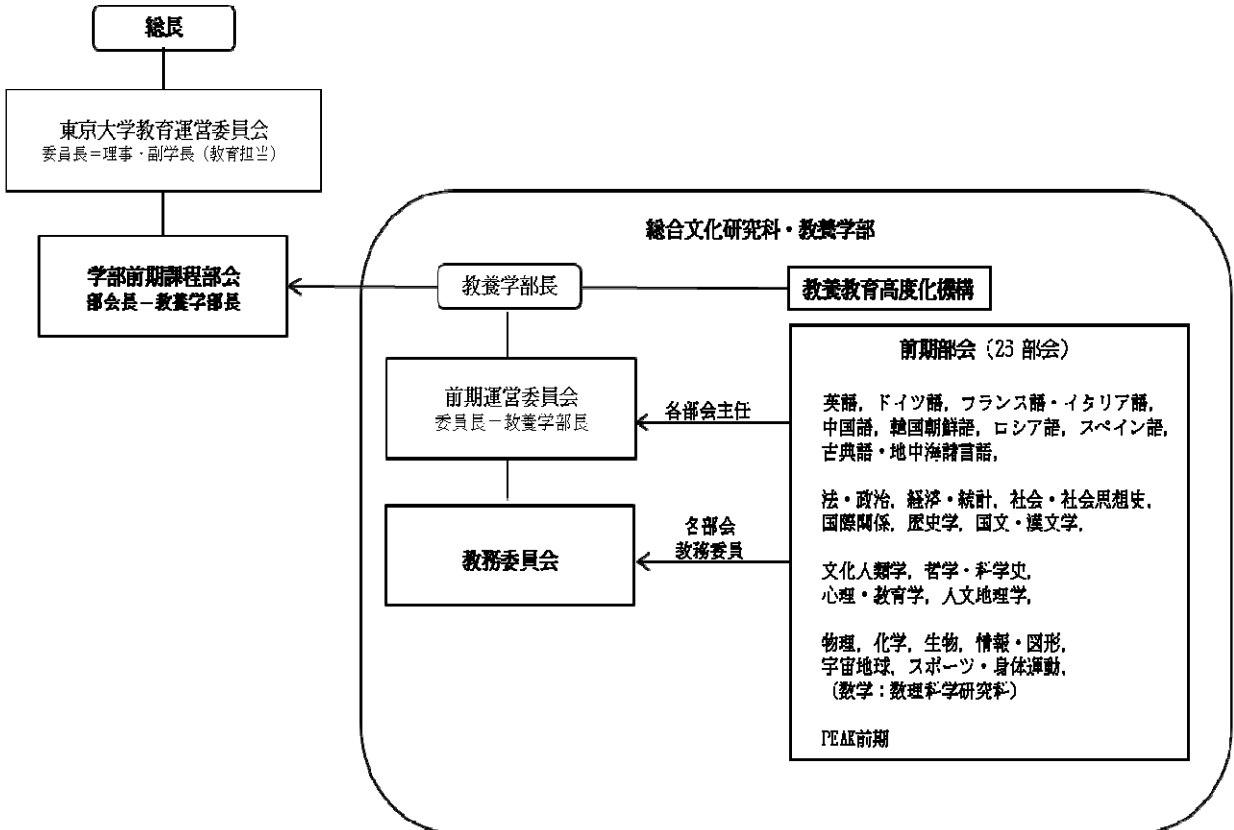 総長
東京大学教育運営委員会
委員長＝理事・副学長（教育担当）
学部前期課程部会
部会長－教養学部長
総合文化研究科・教養学部
教養学部長
教養教育高度化機構
前期運営委員会
委員長－教養学部長
各部会主任
教務委員会
各部会
教務委員
前期部会（23 部会）
英語，ドイツ語，フランス語・イタリア語，
中国語，韓国朝鮮語，ロシア語，スペイン語，
古典語・地中海諸言語，
法・政治，経済・統計，社会・社会思想史，
国際関係，歴史学，国文・漢文学，
文化人類学，哲学・科学史，
心理・教育学，人文地理学，
物理，化学，生物，情報・図形，
宇宙地球，スポーツ・身体運動，
（数学：数理科学研究科）
PEAK前期